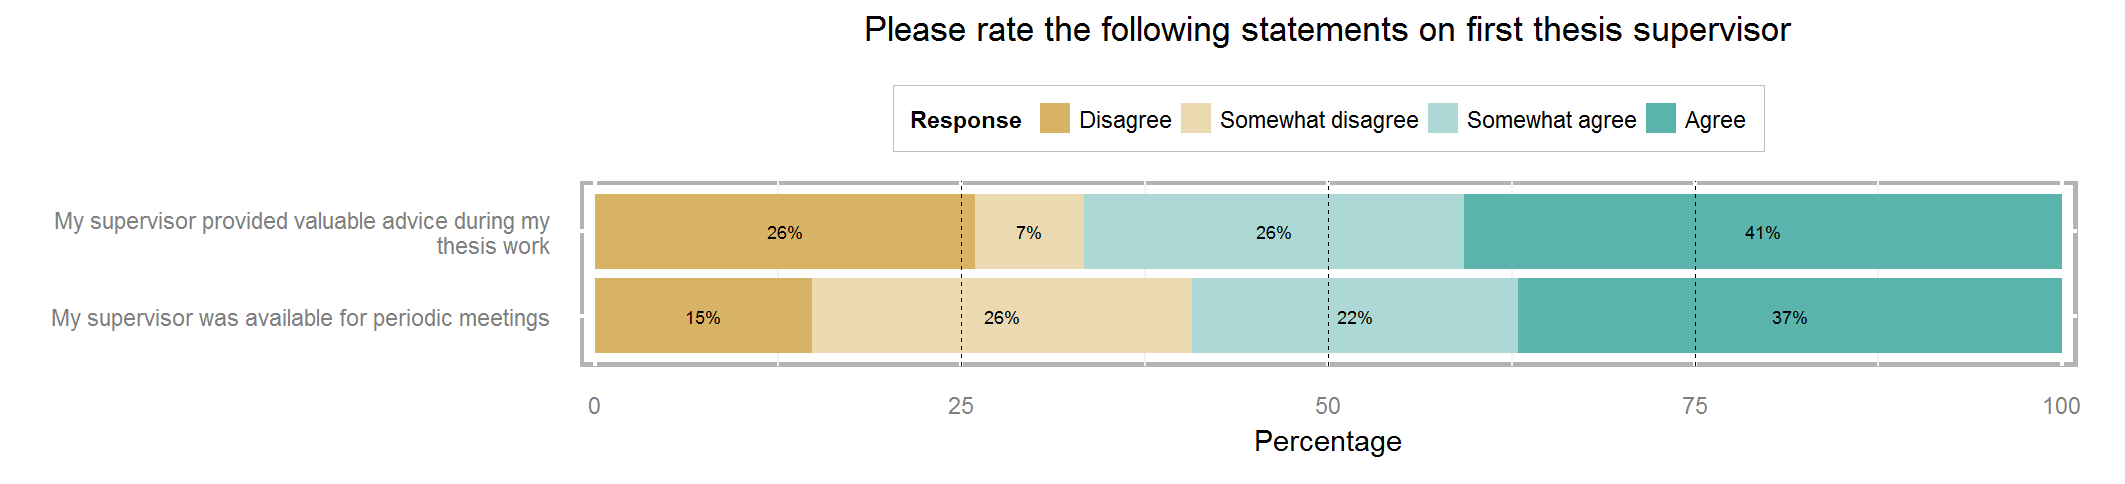 Please rate the following statements on first thesis supervisor
Response Disagree Somewhat disagree Somewhat agree Agree
My supervisor provided valuable advice during my
thesis work
26% 7% 26% 41%
My supervisor was available for periodic meetings
15% 26% 22% 37%
0 25 50 75 100
Percentage